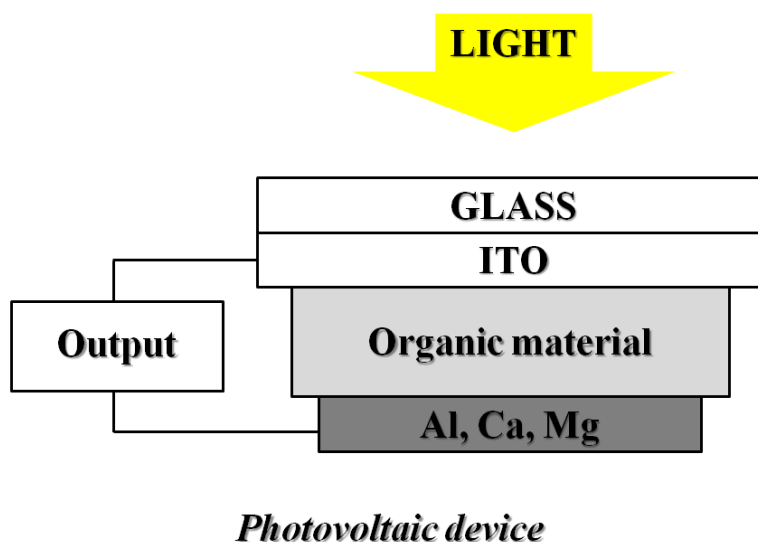 LIGHT
GLASS
ITO
Output
Organic material
Al, Ca, Mg
Photovoltaic device